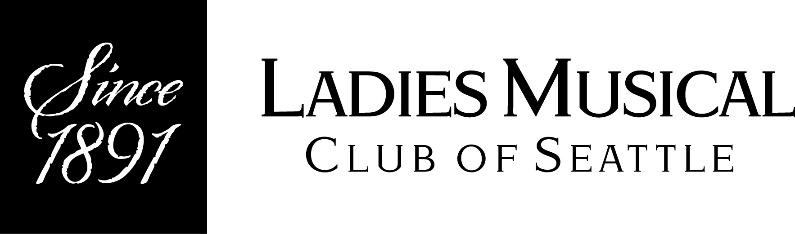 Since
1891
LADIES MUSICAL
CLUB OF SEATTLE